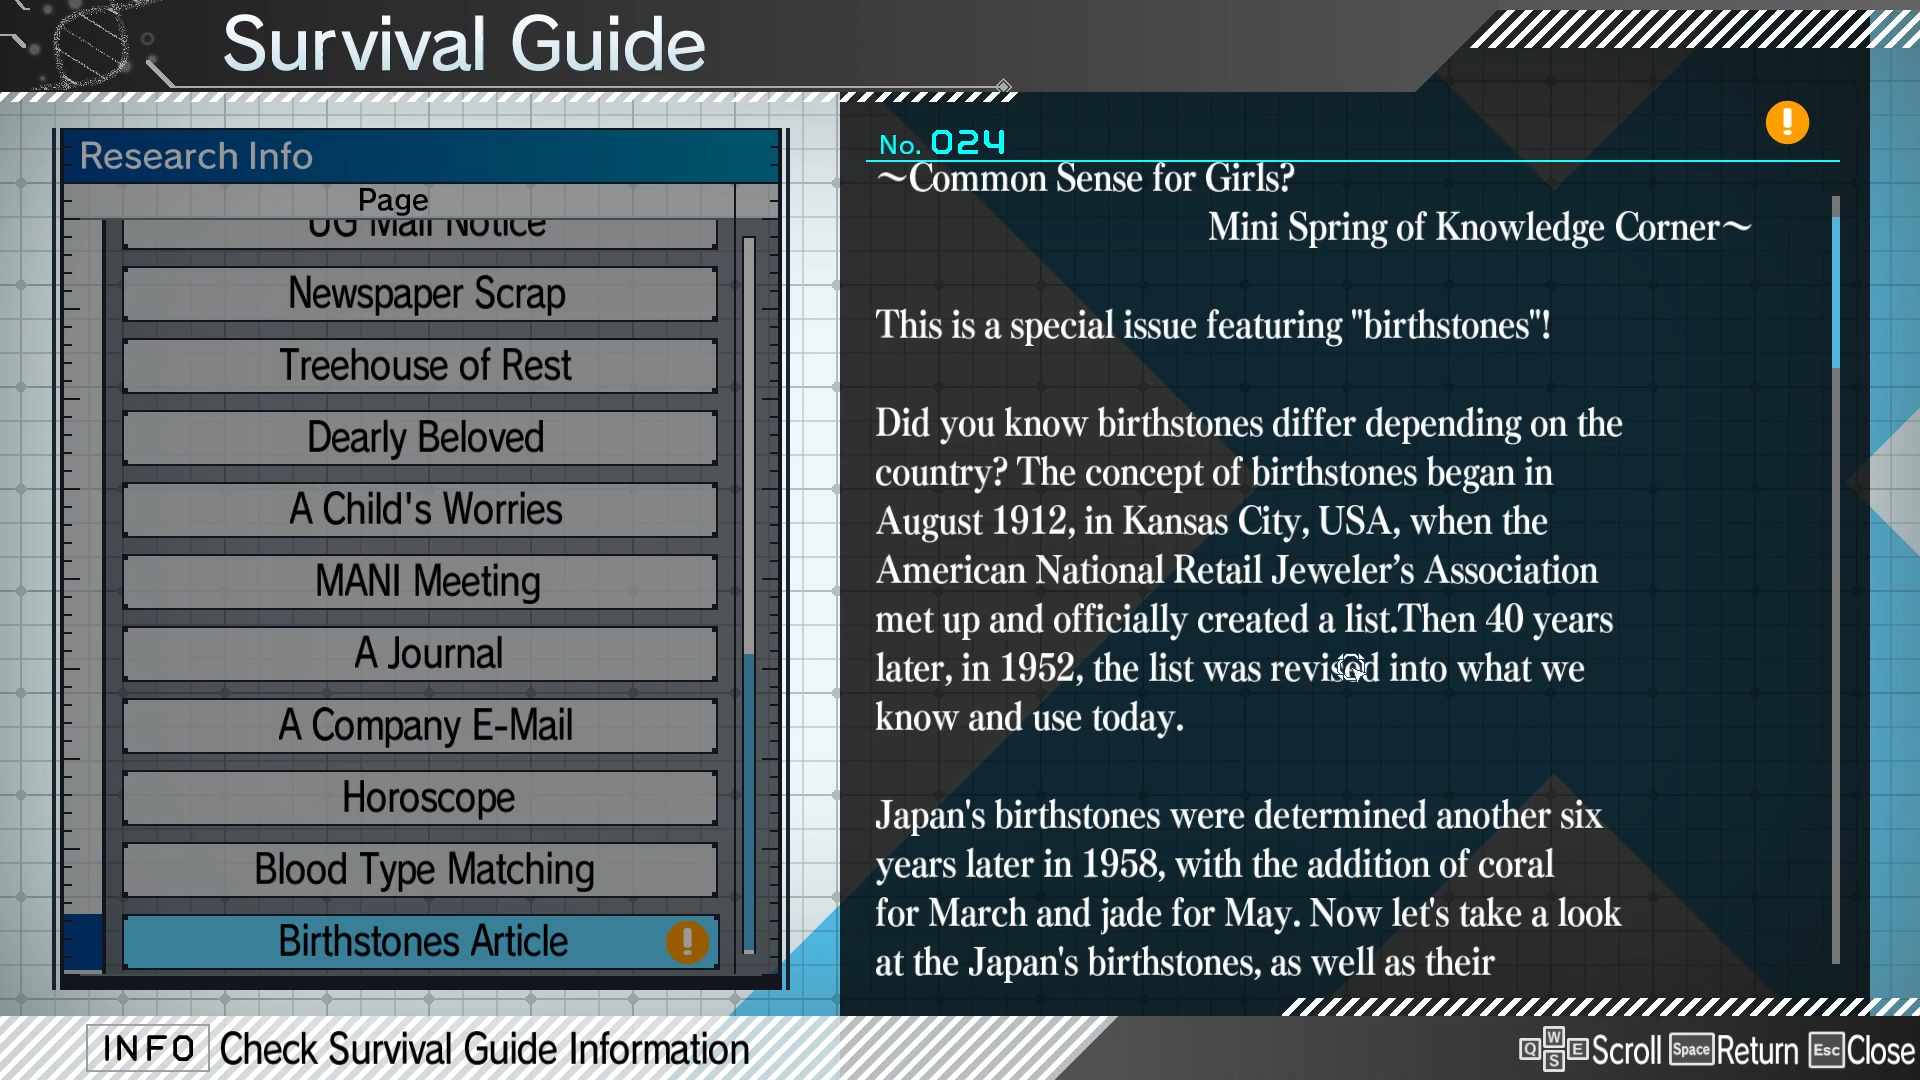 Survival Guide
Research Info
Page
UG Mail Notice
Newspaper Scrap
Treehouse of Rest
Dearly Beloved
A Child's Worries
MANI Meeting
A Journal
A Company E-Mail
Horoscope
Blood Type Matching
Birthstones Article
No. 024
~Common Sense for Girls?
Mini Spring of Knowledge Corner~
This is a special issue featuring "birthstones"!
Did you know birthstones differ depending on the
country? The concept of birthstones began in
August 1912, in Kansas City, USA, when the
American National Retail Jeweler’s Association
met up and officially created a list.Then 40 years
later, in 1952, the list was revised into what we
know and use today.
Japan's birthstones were determined another six
years later in 1958, with the addition of coral
for March and jade for May. Now let's take a look
at the Japan's birthstones, as well as their
INFO Check Survival Guide Information
Q W S E Scroll Space Return Esc Close